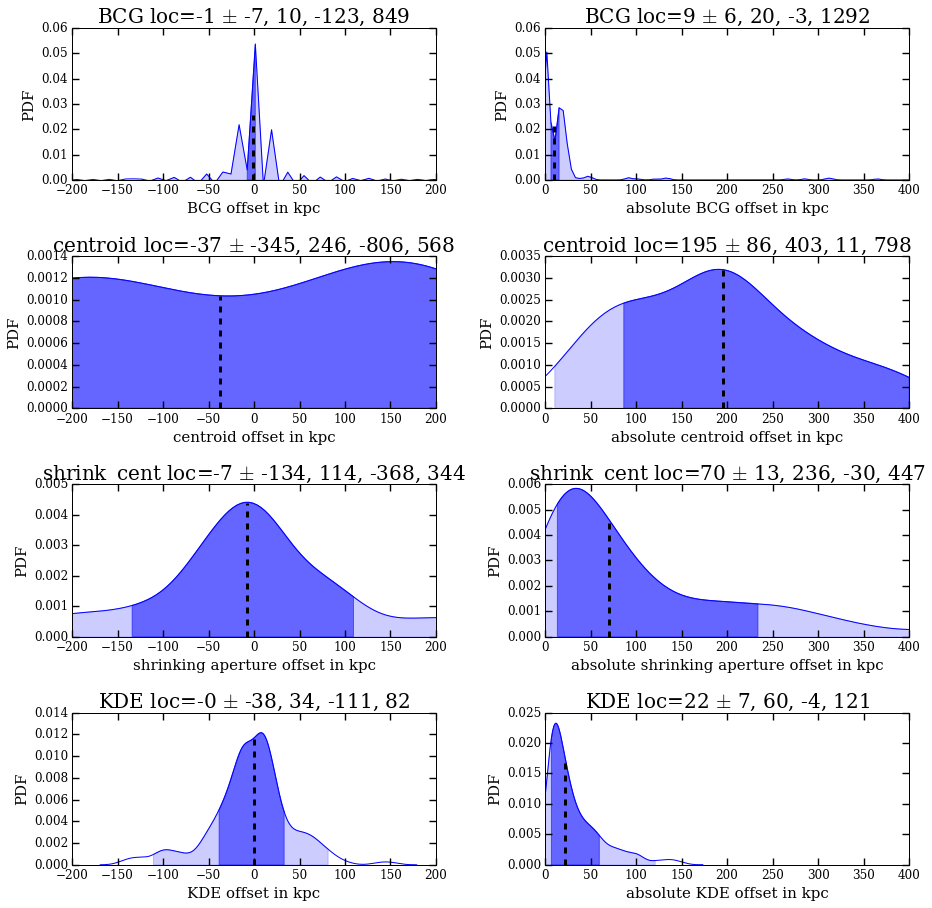 BCG loc=-1 ± -7, 10, -123, 849
0.06
0.05
0.04
0.03
0.02
0.01
0.00
PDF
−200 −150 −100 −50 0 50 100 150 200
BCG offset in kpc
BCG loc=9 ± 6, 20, -3, 1292
0.06
0.05
0.04
0.03
0.02
0.01
0.00
PDF
0 50 100 150 200 250 300 350 400
absolute BCG offset in kpc
centroid loc=-37 ± -345, 246, -806, 568
0.0014
0.0012
0.0010
0.0008
0.0006
0.0004
0.0002
0.0000
PDF
−200 −150 −100 −50 0 50 100 150 200
centroid offset in kpc
centroid loc=195 ± 86, 403, 11, 798
0.0035
0.0030
0.0025
0.0020
0.0015
0.0010
0.0005
0.0000
PDF
0 50 100 150 200 250 300 350 400
absolute centroid offset in kpc
shrink_cent loc=-7 ± -134, 114, -368, 344
0.005
0.004
0.003
0.002
0.001
0.000
PDF
−200 −150 −100 −50 0 50 100 150 200
shrinking aperture offset in kpc
shrink_cent loc=70 ± 13, 236, -30, 447
0.006
0.005
0.004
0.003
0.002
0.001
0.000
PDF
0 50 100 150 200 250 300 350 400
absolute shrinking aperture offset in kpc
KDE loc=-0 ± -38, 34, -111, 82
0.014
0.012
0.010
0.008
0.006
0.004
0.002
0.000
PDF
−200 −150 −100 −50 0 50 100 150 200
KDE offset in kpc
KDE loc=22 ± 7, 60, -4, 121
0.025
0.020
0.015
0.010
0.005
0.000
PDF
0 50 100 150 200 250 300 350 400
absolute KDE offset in kpc